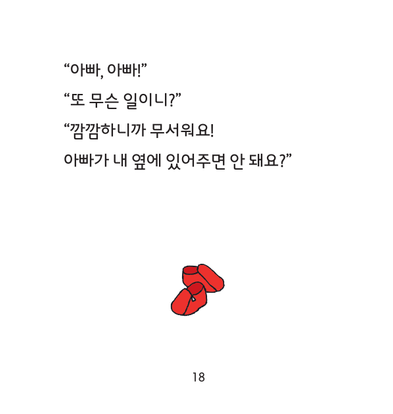 “아빠, 아빠!”
“또 무슨 일이니?”
“깜깜하니까 무서워요!
아빠가 내 옆에 있어주면 안 돼요?”
18